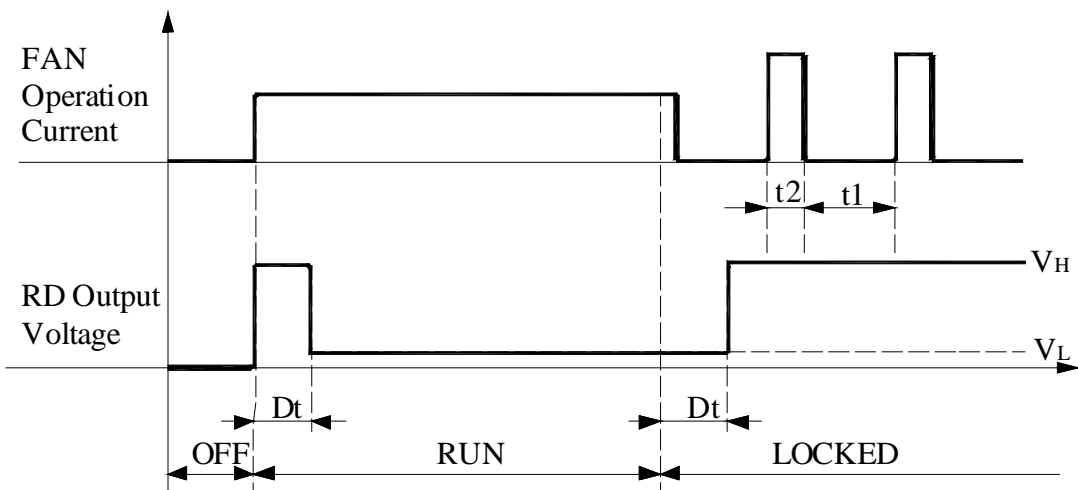 FAN
Operation
Current
t2
t1
VH
RD Output
Voltage
VL
Dt
Dt
OFF
RUN
LOCKED